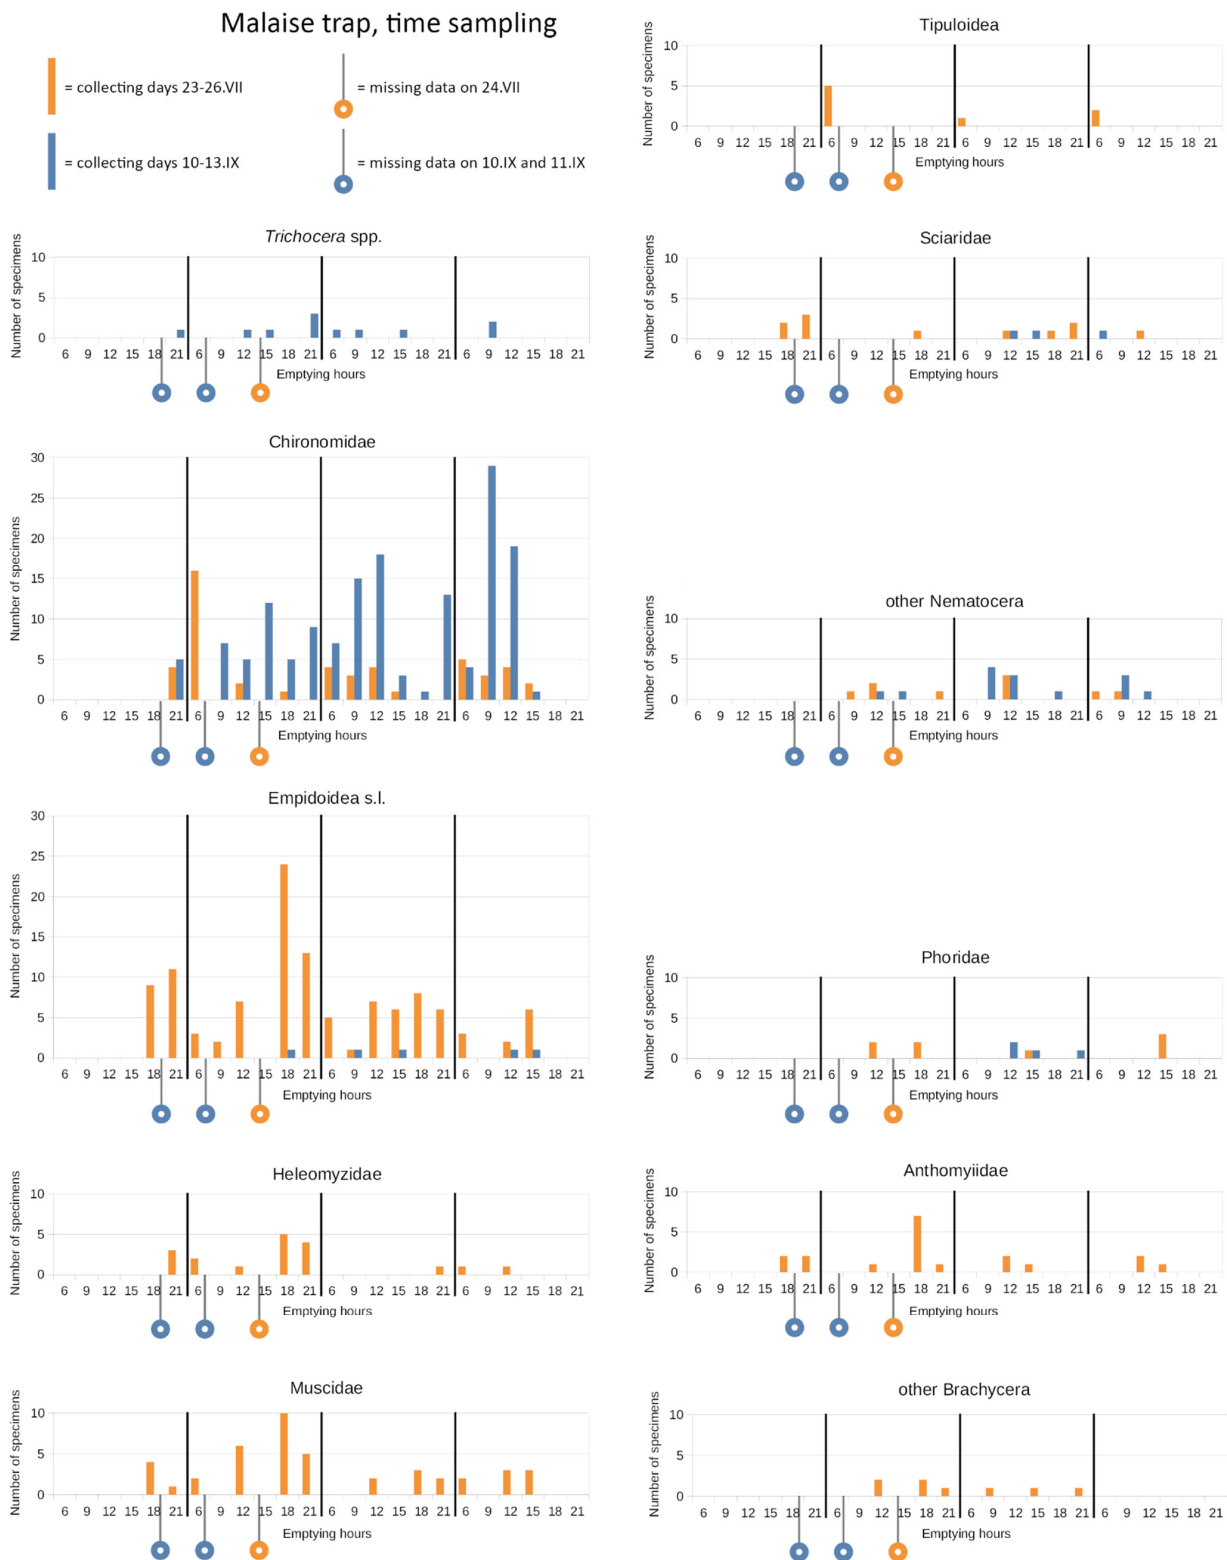 Malaise trap, time sampling
= collecting days 23-26.VII
= missing data on 24.VII
= collecting days 10-13.IX
= missing data on 10.IX and 11.IX
Tipuloidea
Number of specimens
10
5
0
6 9 12 15 18 21 6 9 12 15 18 21 6 9 12 15 18 21 6 9 12 15 18 21
Emptying hours
Trichocera spp.
Number of specimens
10
5
0
6 9 12 15 18 21 6 9 12 15 18 21 6 9 12 15 18 21 6 9 12 15 18 21
Emptying hours
Sciaridae
Number of specimens
10
5
0
6 9 12 15 18 21 6 9 12 15 18 21 6 9 12 15 18 21 6 9 12 15 18 21
Emptying hours
Chironomidae
Number of specimens
30
25
20
15
10
5
0
6 9 12 15 18 21 6 9 12 15 18 21 6 9 12 15 18 21 6 9 12 15 18 21
Emptying hours
other Nematocera
Number of specimens
10
5
0
6 9 12 15 18 21 6 9 12 15 18 21 6 9 12 15 18 21 6 9 12 15 18 21
Emptying hours
Empidoidea s.l.
Number of specimens
30
25
20
15
10
5
0
6 9 12 15 18 21 6 9 12 15 18 21 6 9 12 15 18 21 6 9 12 15 18 21
Emptying hours
Phoridae
Number of specimens
10
5
0
6 9 12 15 18 21 6 9 12 15 18 21 6 9 12 15 18 21 6 9 12 15 18 21
Emptying hours
Heleomyzidae
Number of specimens
10
5
0
6 9 12 15 18 21 6 9 12 15 18 21 6 9 12 15 18 21 6 9 12 15 18 21
Emptying hours
Anthomyiidae
Number of specimens
10
5
0
6 9 12 15 18 21 6 9 12 15 18 21 6 9 12 15 18 21 6 9 12 15 18 21
Emptying hours
Muscidae
Number of specimens
10
5
0
6 9 12 15 18 21 6 9 12 15 18 21 6 9 12 15 18 21 6 9 12 15 18 21
Emptying hours
other Brachycera
Number of specimens
10
5
0
6 9 12 15 18 21 6 9 12 15 18 21 6 9 12 15 18 21 6 9 12 15 18 21
Emptying hours